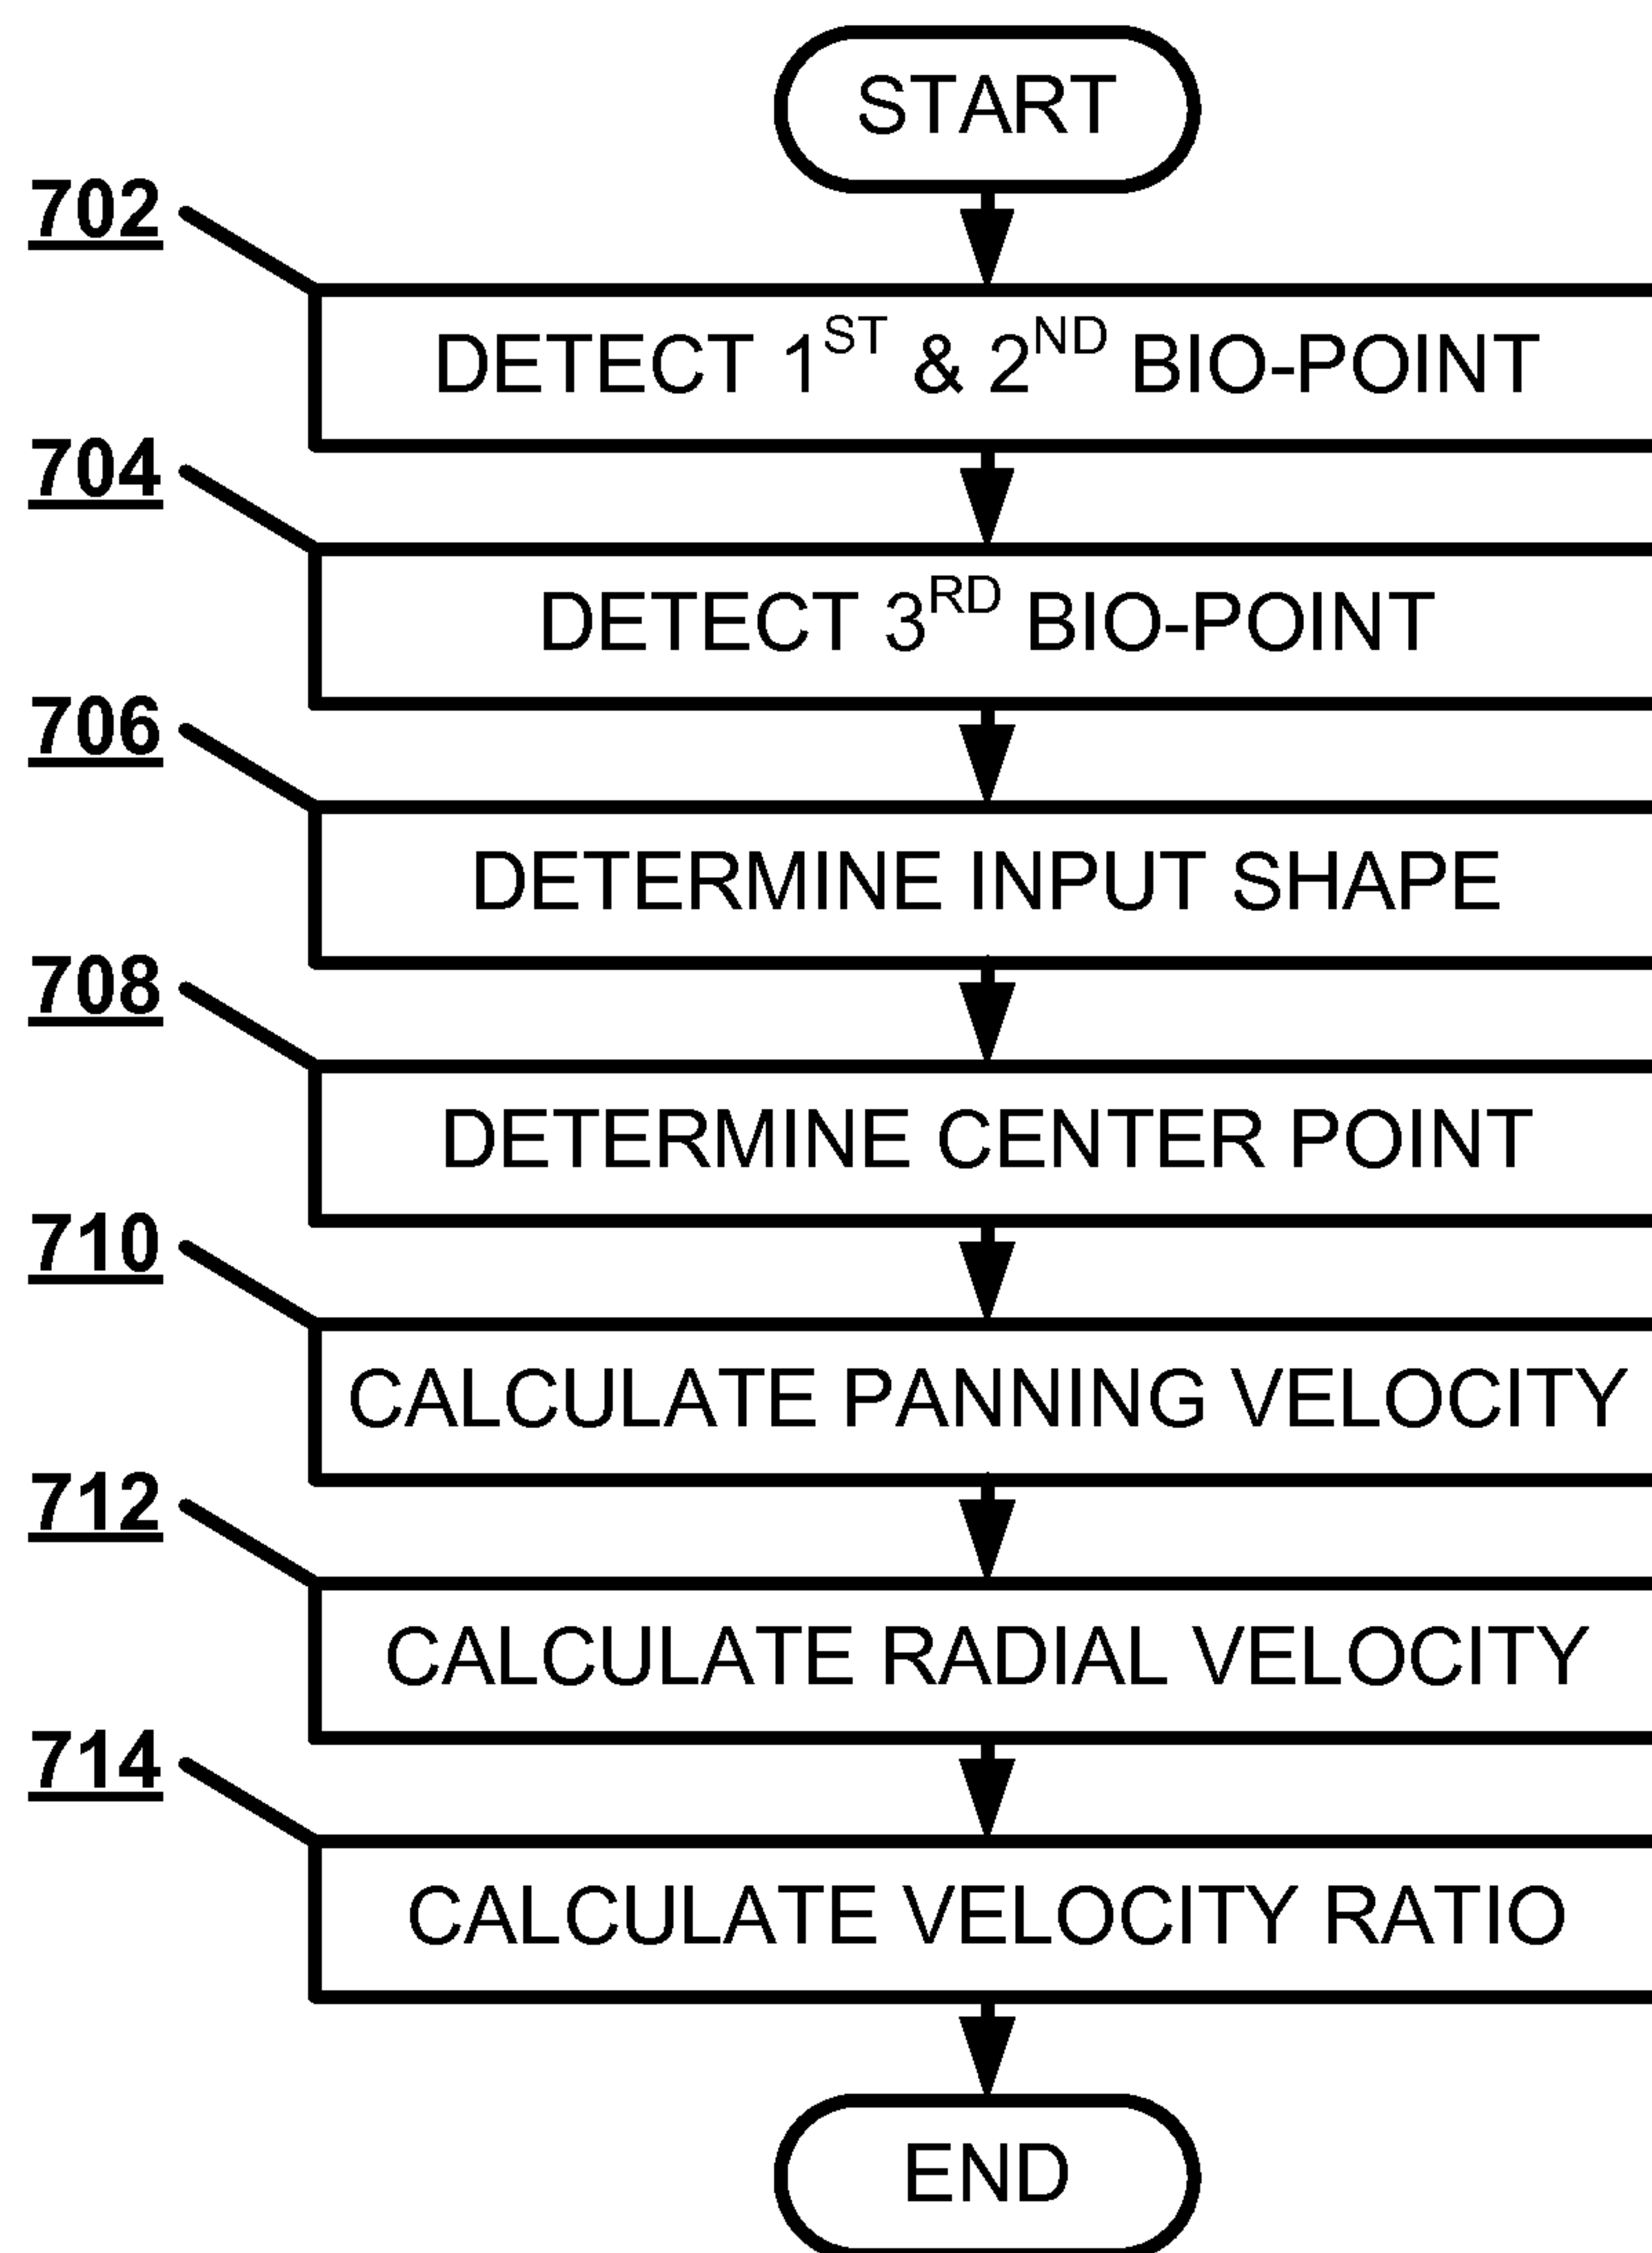 START
702
DETECT 1ST & 2ND BIO-POINT
704
DETECT 3RD BIO-POINT
706
DETERMINE INPUT SHAPE
708
DETERMINE CENTER POINT
710
CALCULATE PANNING VELOCITY
712
CALCULATE RADIAL VELOCITY
714
CALCULATE VELOCITY RATIO
END